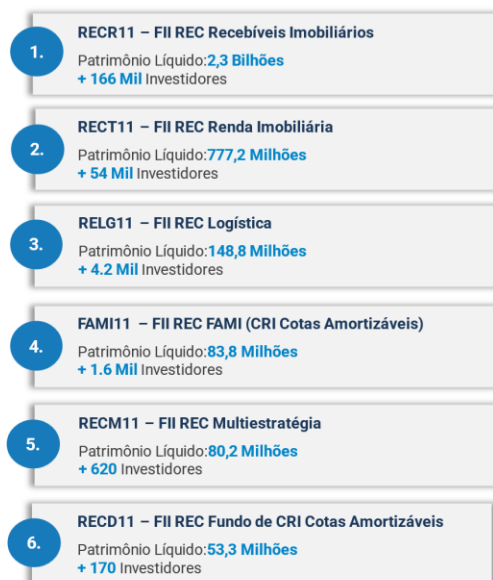 1.
RECR11 – FII REC Recebíveis Imobiliários
Patrimônio Líquido:2,3 Bilhões
+ 166 Mil Investidores
2.
RECT11 – FII REC Renda Imobiliária
Patrimônio Líquido:777,2 Milhões
+ 54 Mil Investidores
3.
RELG11 – FII REC Logística
Patrimônio Líquido:148,8 Milhões
+ 4.2 Mil Investidores
4.
FAMI11 – FII REC FAMI (CRI Cotas Amortizáveis)
Patrimônio Líquido:83,8 Milhões
+ 1.6 Mil Investidores
5.
RECM11 – FII REC Multiestratégia
Patrimônio Líquido:80,2 Milhões
+ 620 Investidores
6.
RECD11 – FII REC Fundo de CRI Cotas Amortizáveis
Patrimônio Líquido:53,3 Milhões
+ 170 Investidores